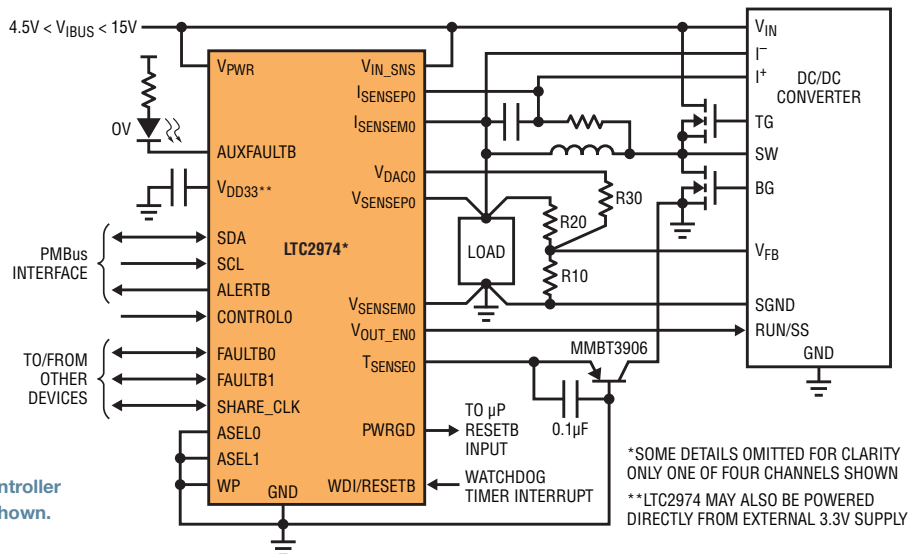 4.5V < VIBUS < 15V
VPWR
VIN_SNS
ISENSEP0
ISENSEM0
0V
AUXFAULTB
VDD33**
VDAC0
VSENSEP0
LTC2974*
PMBus
INTERFACE
SDA
SCL
ALERTB
CONTROL0
VSENSEM0
VOUT_EN0
TSENSE0
TO/FROM
OTHER
DEVICES
FAULTB0
FAULTB1
SHARE_CLK
ASEL0
ASEL1
WP
GND
PWRGD
WDI/RESETB
TO µP
RESETB
INPUT
WATCHDOG
TIMER INTERRUPT
LOAD
R20
R30
R10
MMBT3906
0.1µF
VIN
I–
I+
DC/DC
CONVERTER
TG
SW
BG
VFB
SGND
RUN/SS
GND
*SOME DETAILS OMITTED FOR CLARITY
ONLY ONE OF FOUR CHANNELS SHOWN
**LTC2974 MAY ALSO BE POWERED
DIRECTLY FROM EXTERNAL 3.3V SUPPLY
ntroller
hown.